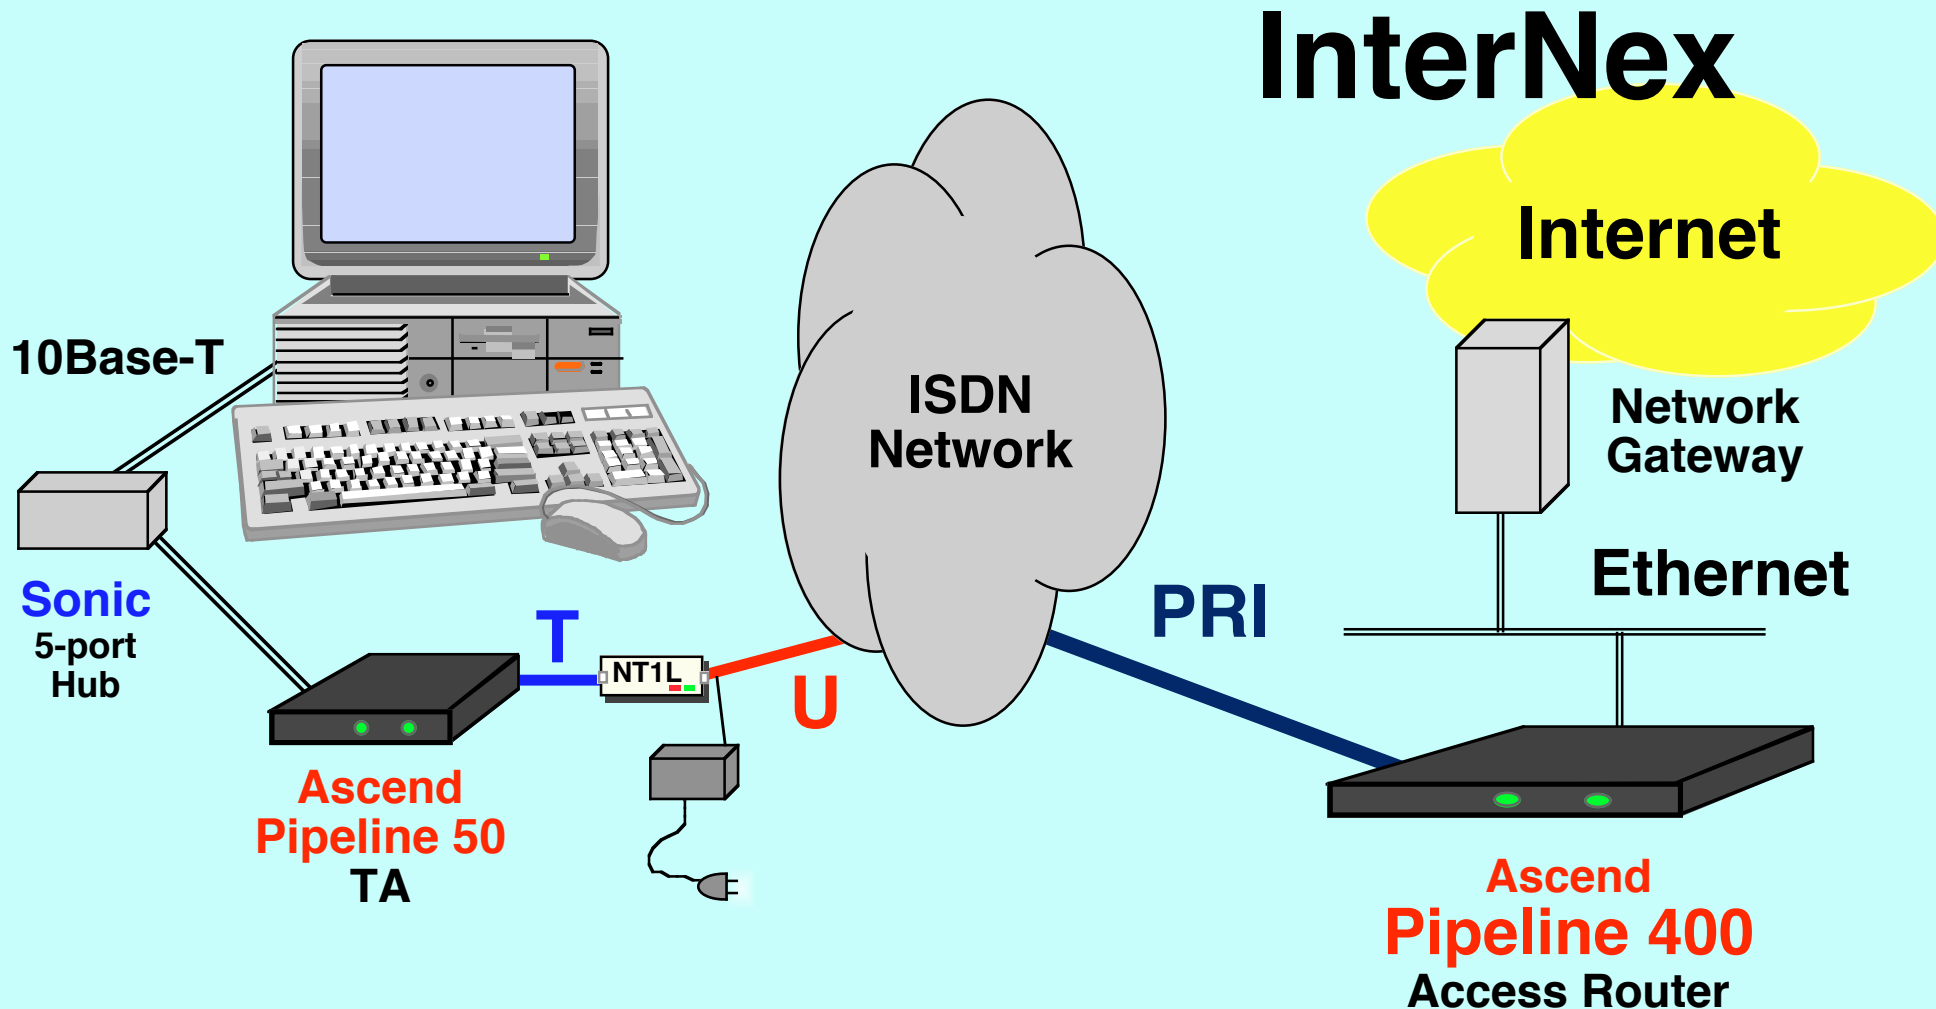 InterNex
Internet
10Base-T
ISDN
Network
Network
Gateway
Ethernet
Sonic
5-port
Hub
T
NT1L
U
PRI
Ascend
Pipeline 50
TA
Ascend
Pipeline 400
Access Router